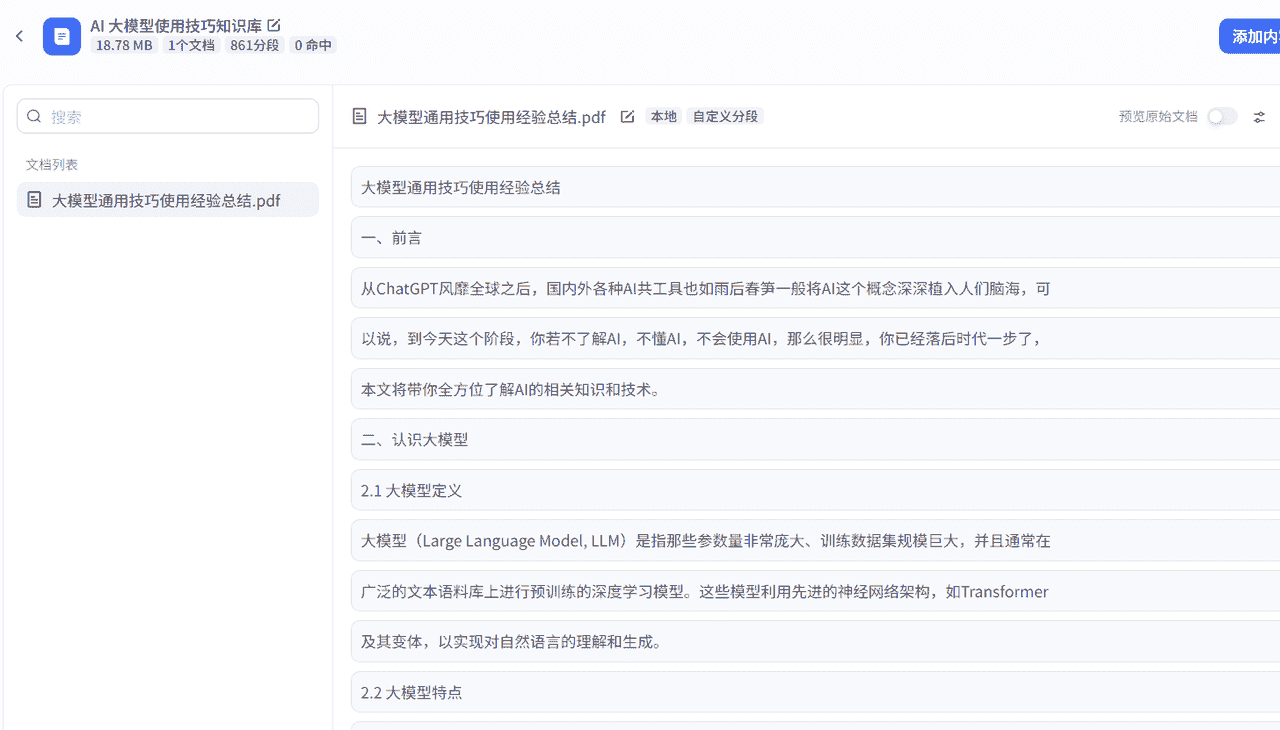 AI 大模型使用技巧知识库
18.78 MB 1个文档 861分段 0 命中
添加内
搜索
文档列表
大模型通用技巧使用经验总结.pdf
大模型通用技巧使用经验总结.pdf 本地 自定义分段 预览原始文档
大模型通用技巧使用经验总结
一、前言
从ChatGPT风靡全球之后，国内外各种AI共工具也如雨后春笋一般将AI这个概念深深植入人们脑海，可
以说，到今天这个阶段，你若不了解AI，不懂AI，不会使用AI，那么很明显，你已经落后时代一步了，
本文将带你全方位了解AI的相关知识和技术。
二、认识大模型
2.1 大模型定义
大模型（Large Language Model, LLM）是指那些参数量非常庞大、训练数据集规模巨大，并且通常在
广泛的文本语料库上进行预训练的深度学习模型。这些模型利用先进的神经网络架构，如Transformer
及其变体，以实现对自然语言的理解和生成。
2.2 大模型特点